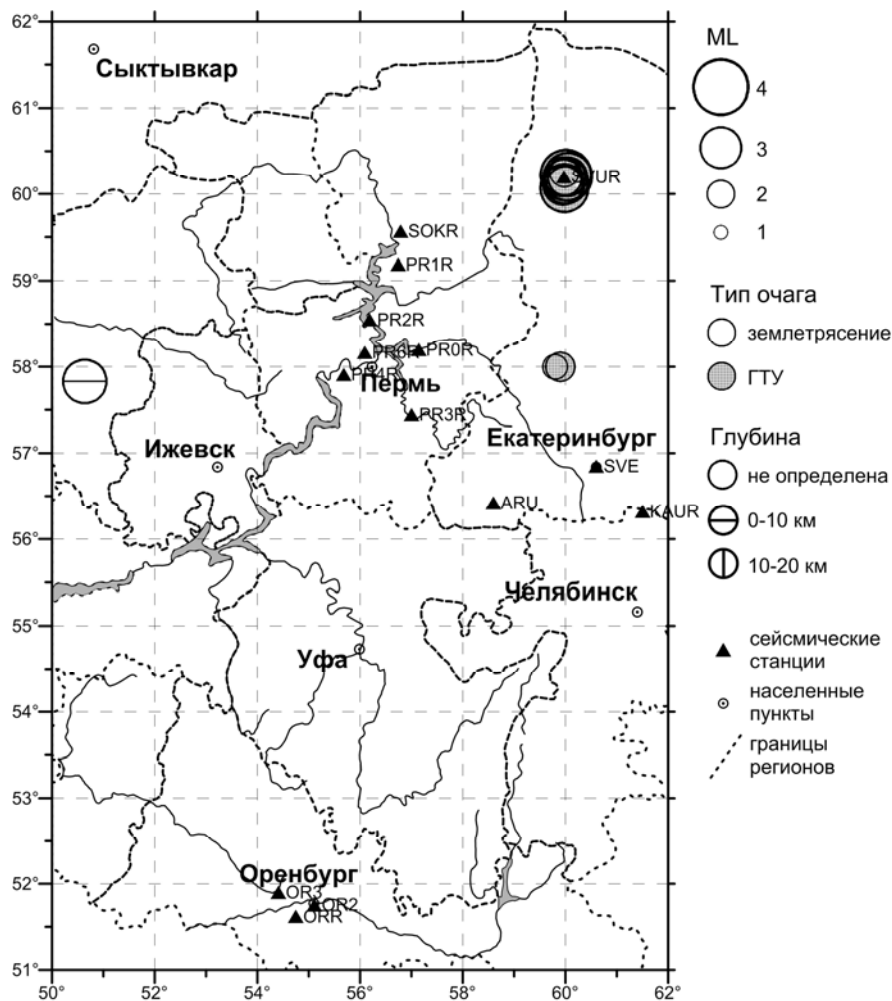 62°
61°
60°
59°
58°
57°
56°
55°
54°
53°
52°
51°
50°
52°
54°
56°
58°
60°
62°
Сыктывкар
SOKR
PR1R
PR2R
PR0R
PR4R
Пермь
PR3R
Ижевск
Екатеринбург
SVE
ARU
KAUR
Челябинск
Уфа
Оренбург
OR3
OR2
ORR
ML
4
3
2
1
Тип очага
землетрясение
ГТУ
Глубина
не определена
0-10 км
10-20 км
сейсмические
станции
населенные
пункты
границы
регионов